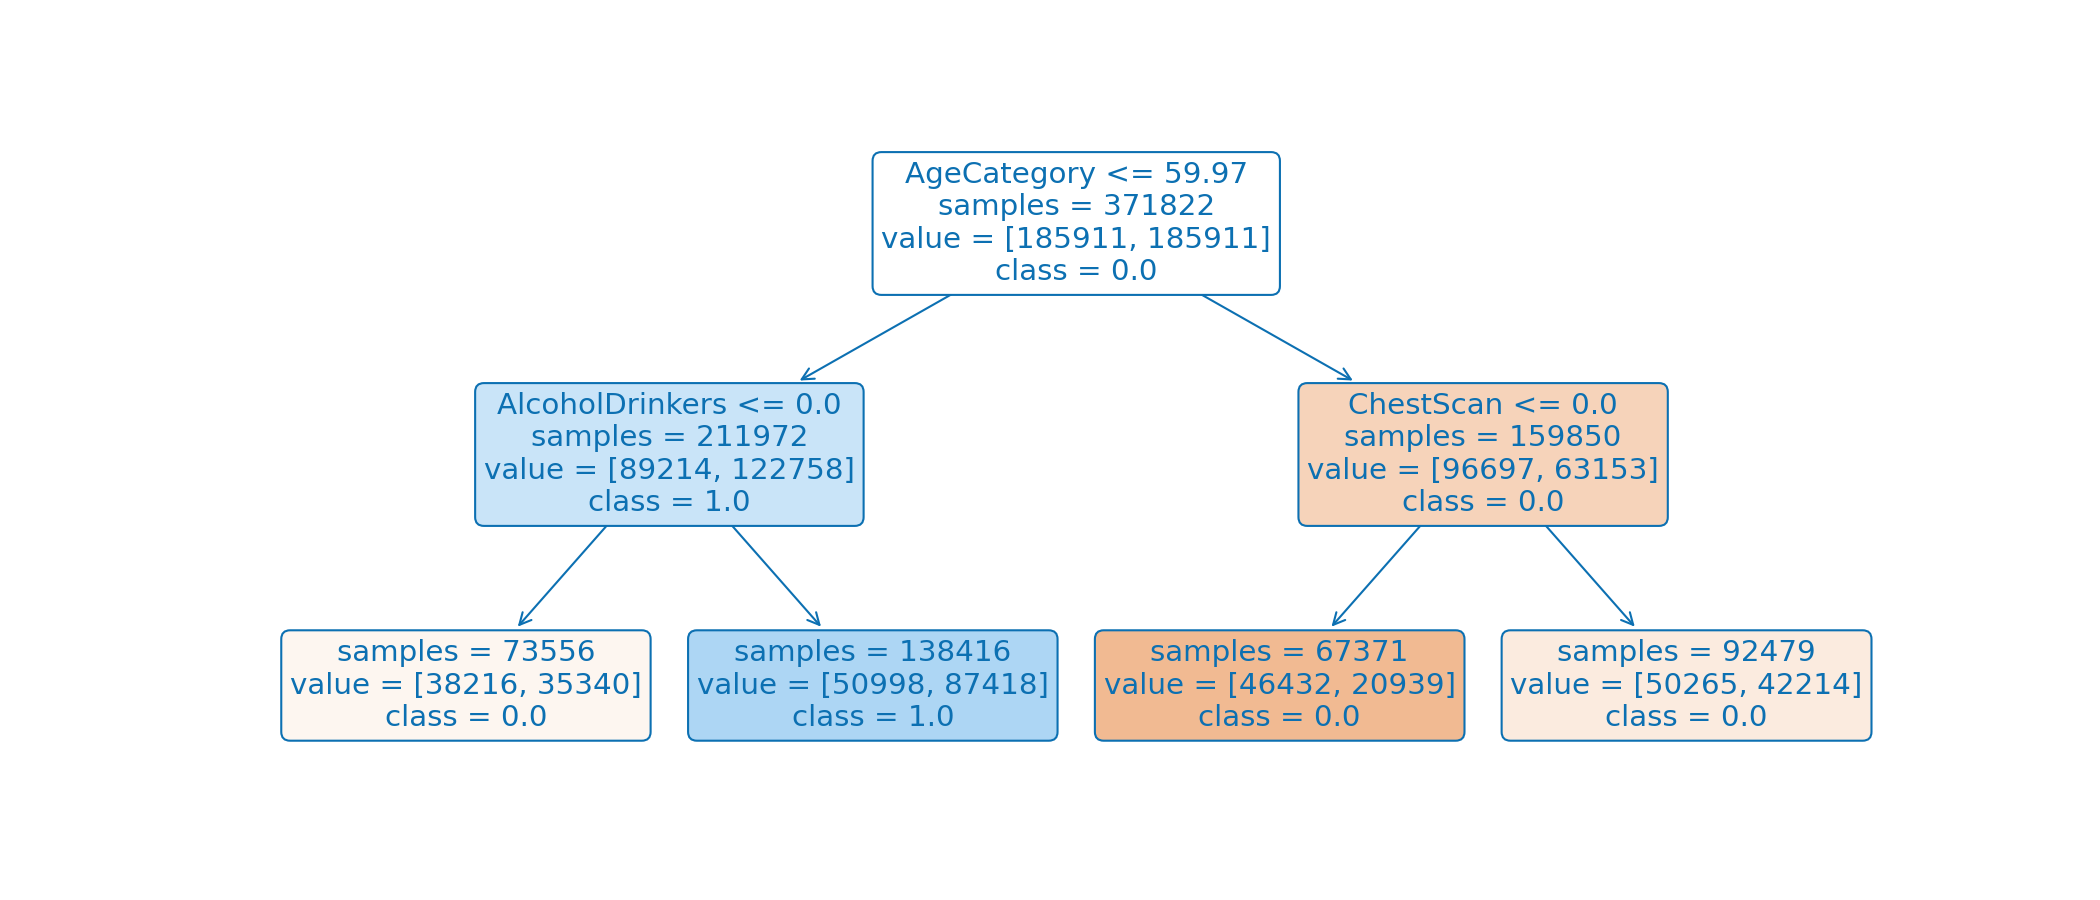 AgeCategory <= 59.97
samples = 371822
value = [185911, 185911]
class = 0.0
AlcoholDrinkers <= 0.0
samples = 211972
value = [89214, 122758]
class = 1.0
ChestScan <= 0.0
samples = 159850
value = [96697, 63153]
class = 0.0
samples = 73556
value = [38216, 35340]
class = 0.0
samples = 138416
value = [50998, 87418]
class = 1.0
samples = 67371
value = [46432, 20939]
class = 0.0
samples = 92479
value = [50265, 42214]
class = 0.0